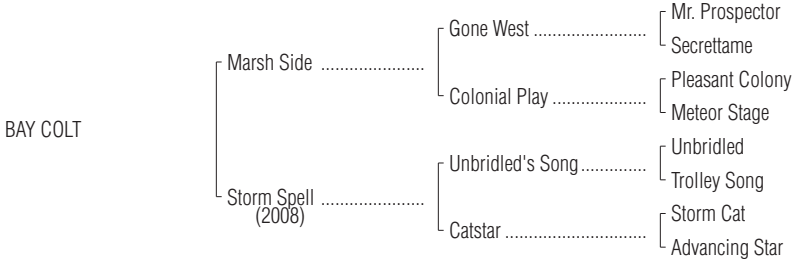 Mr. Prospector
Gone West ........................
Secrettame
Marsh Side ......................
Pleasant Colony
Colonial Play ....................
Meteor Stage
BAY COLT
Unbridled
Unbridled's Song..............
Trolley Song
Storm Spell ......................
(2008)
Storm Cat
Catstar ..............................
Advancing Star